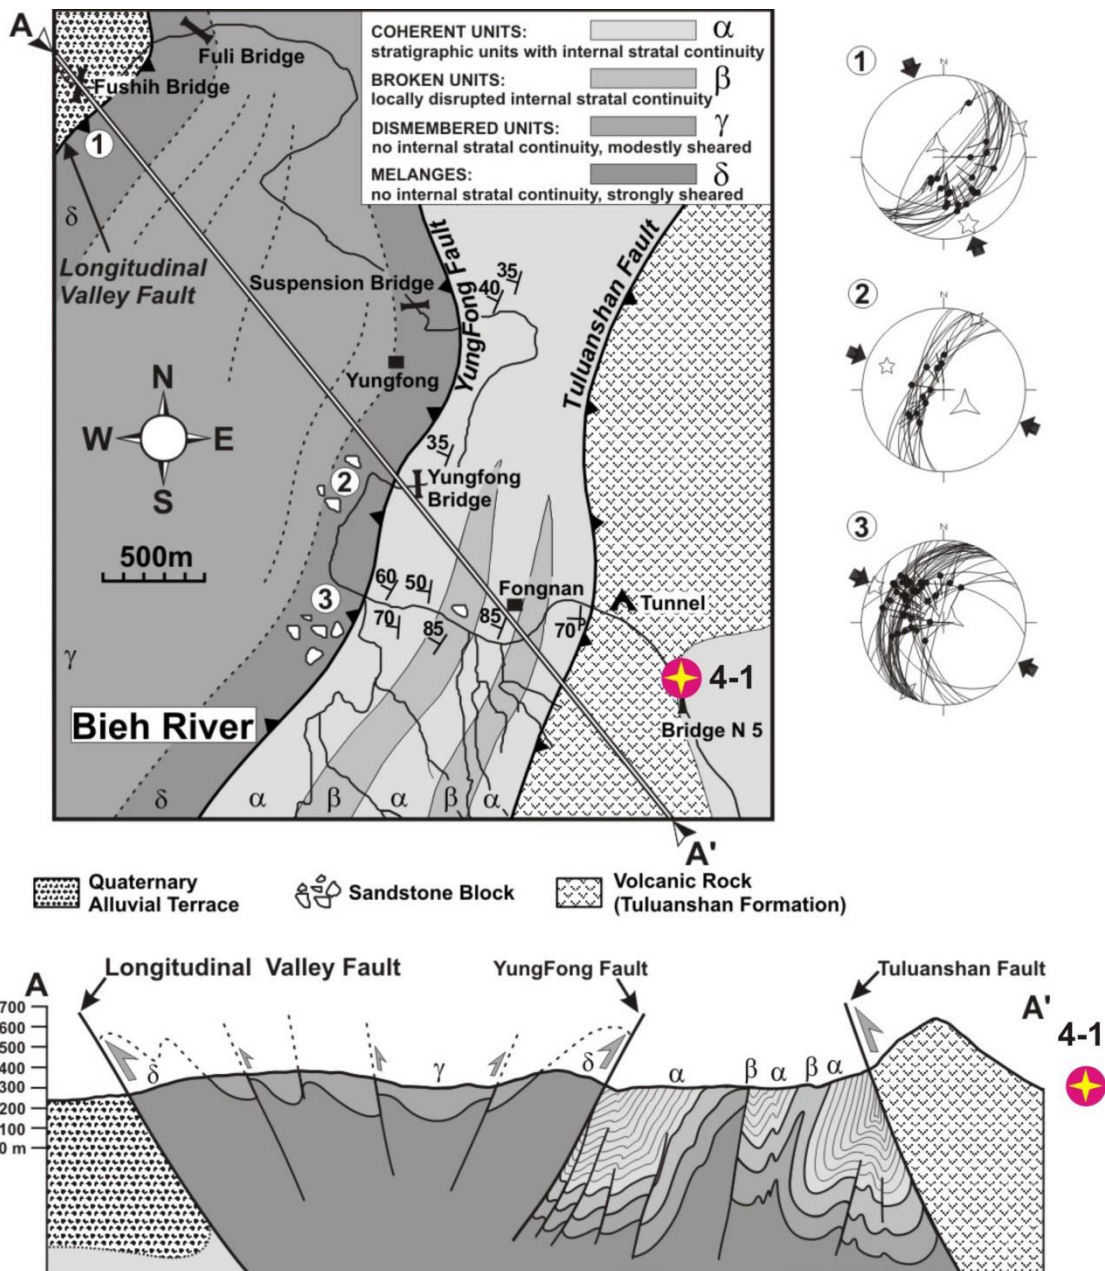 A
Fuli Bridge
Fushih Bridge
1
COHERENT UNITS: α
stratigraphic units with internal stratal continuity
BROKEN UNITS: β
locally disrupted internal stratal continuity
DISMEMBERED UNITS: γ
no internal stratal continuity, modestly sheared
MELANGES: δ
no internal stratal continuity, strongly sheared
δ
Longitudinal
Valley Fault
Suspension Bridge
YungFong Fault
40
35
Tuluanshan Fault
Yungfong
N
W E
S
35
Yungfong
Bridge
2
500m
3
60
50
70
85
85
Fongnan
70
Tunnel
4-1
Bridge N 5
γ
Bieh River
δ
α
β
α
β
α
A'
1
N
2
N
3
N
Quaternary
Alluvial Terrace
Sandstone Block
Volcanic Rock
(Tuluanshan Formation)
Longitudinal Valley Fault
YungFong Fault
Tuluanshan Fault
A
A'
4-1
700
600
500
400
300
200
100
0 m
δ
γ
δ
α
β
α
β
α